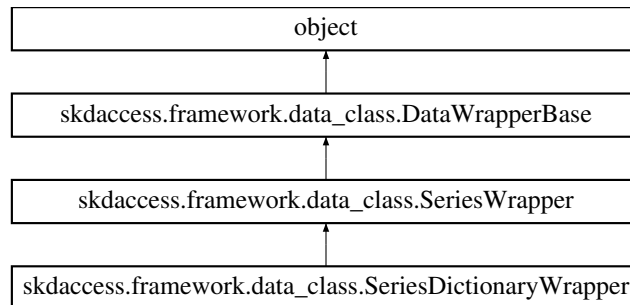 object
skdaccess.framework.data_class.DataWrapperBase
skdaccess.framework.data_class.SeriesWrapper
skdaccess.framework.data_class.SeriesDictionaryWrapper